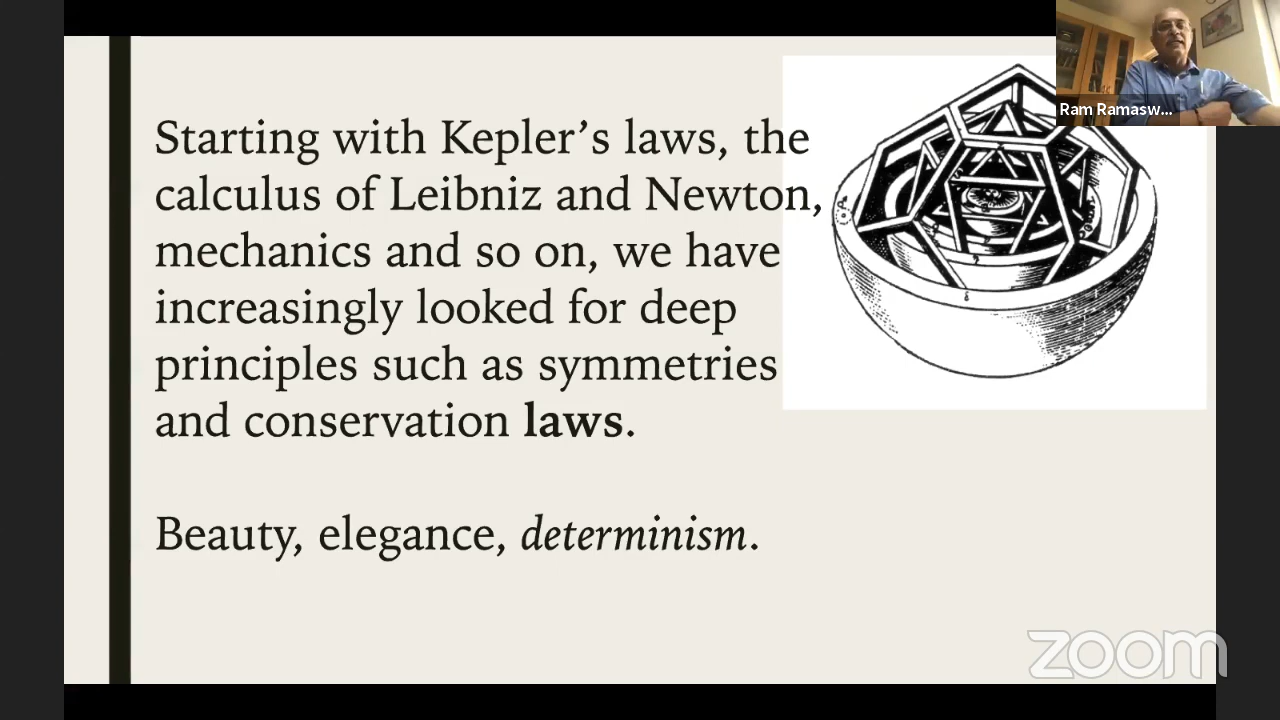 Ram Ramasw...
Starting with Kepler’s laws, the
calculus of Leibniz and Newton,
mechanics and so on, we have
increasingly looked for deep
principles such as symmetries
and conservation laws.
Beauty, elegance, determinism.
zoom